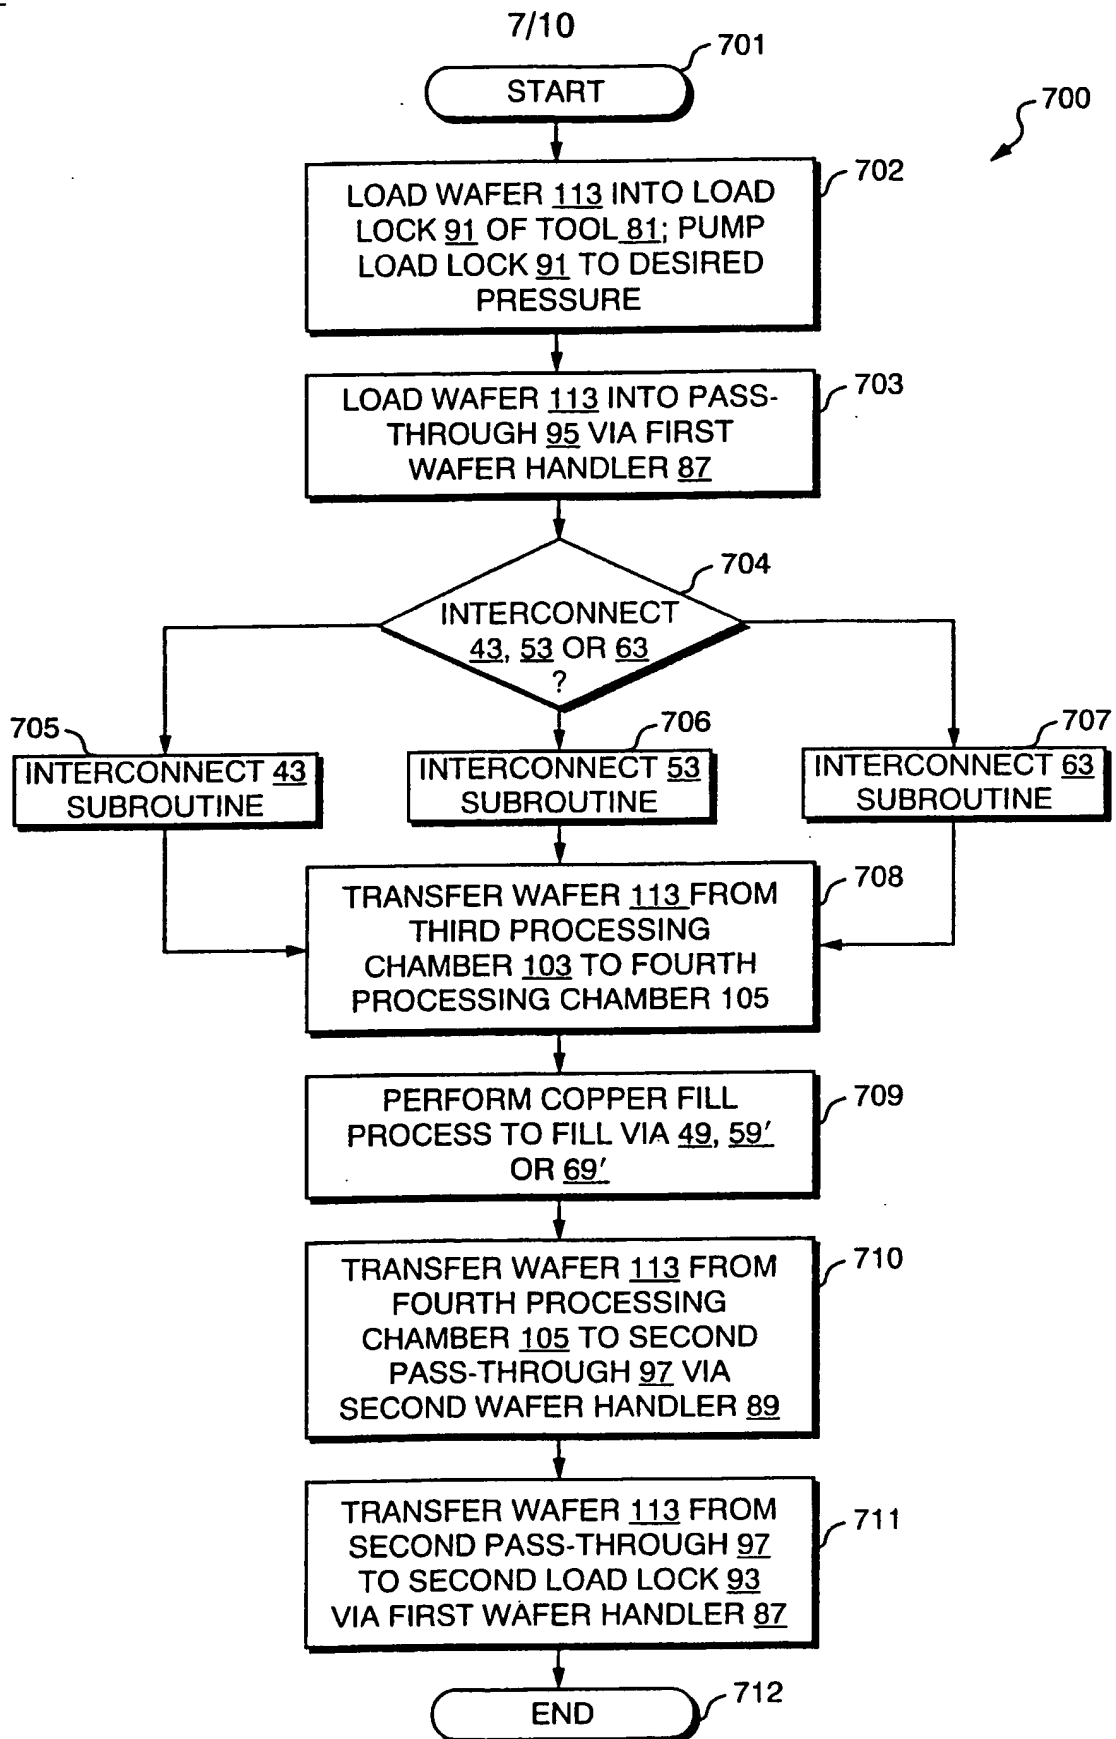 7/10
701
START
700
702
LOAD WAFER 113 INTO LOAD
LOCK 91 OF TOOL 81; PUMP
LOAD LOCK 91 TO DESIRED
PRESSURE
703
LOAD WAFER 113 INTO PASS-
THROUGH 95 VIA FIRST
WAFER HANDLER 87
704
INTERCONNECT
43, 53 OR 63
?
705
INTERCONNECT 43
SUBROUTINE
706
INTERCONNECT 53
SUBROUTINE
707
INTERCONNECT 63
SUBROUTINE
708
TRANSFER WAFER 113 FROM
THIRD PROCESSING
CHAMBER 103 TO FOURTH
PROCESSING CHAMBER 105
709
PERFORM COPPER FILL
PROCESS TO FILL VIA 49, 59′
OR 69′
710
TRANSFER WAFER 113 FROM
FOURTH PROCESSING
CHAMBER 105 TO SECOND
PASS-THROUGH 97 VIA
SECOND WAFER HANDLER 89
711
TRANSFER WAFER 113 FROM
SECOND PASS-THROUGH 97
TO SECOND LOAD LOCK 93
VIA FIRST WAFER HANDLER 87
712
END